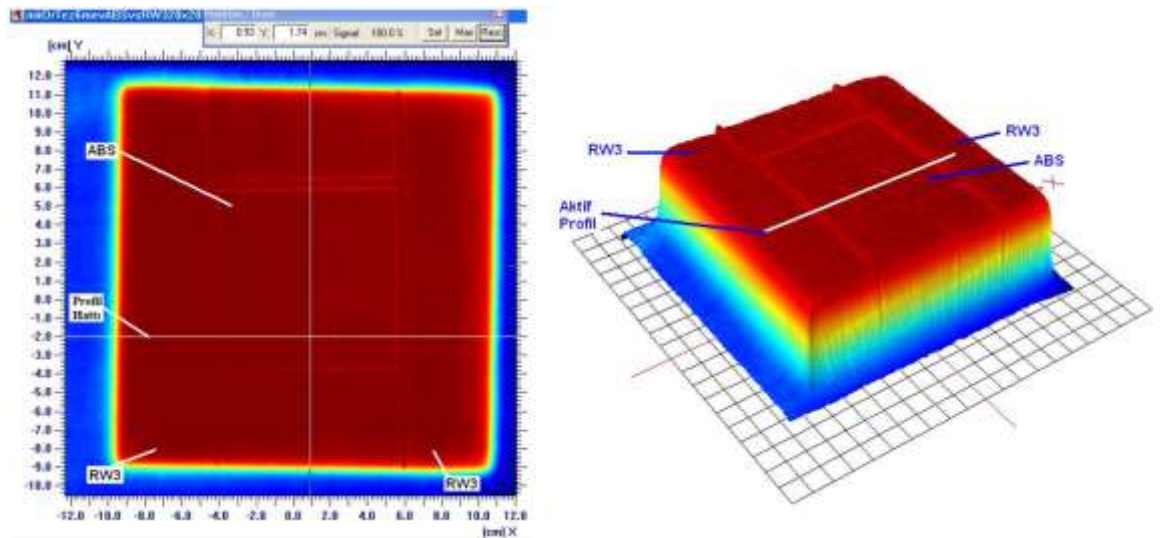 X: 0.93 Y: 1.74 cm Signal 100.0 %
[cm] Y
12.0
11.0
10.0
9.0
8.0
7.0
6.0
5.0
4.0
3.0
2.0
1.0
0.0
-1.0
-2.0
-3.0
-4.0
-5.0
-6.0
-7.0
-8.0
-9.0
-10.0
ABS
Profil
Hattı
RW3
RW3
-12.0 -10.0 -8.0 -6.0 -4.0 -2.0 0.0 2.0 4.0 6.0 8.0 10.0 12.0
[cm] X
RW3
RW3
ABS
Aktif
Profil